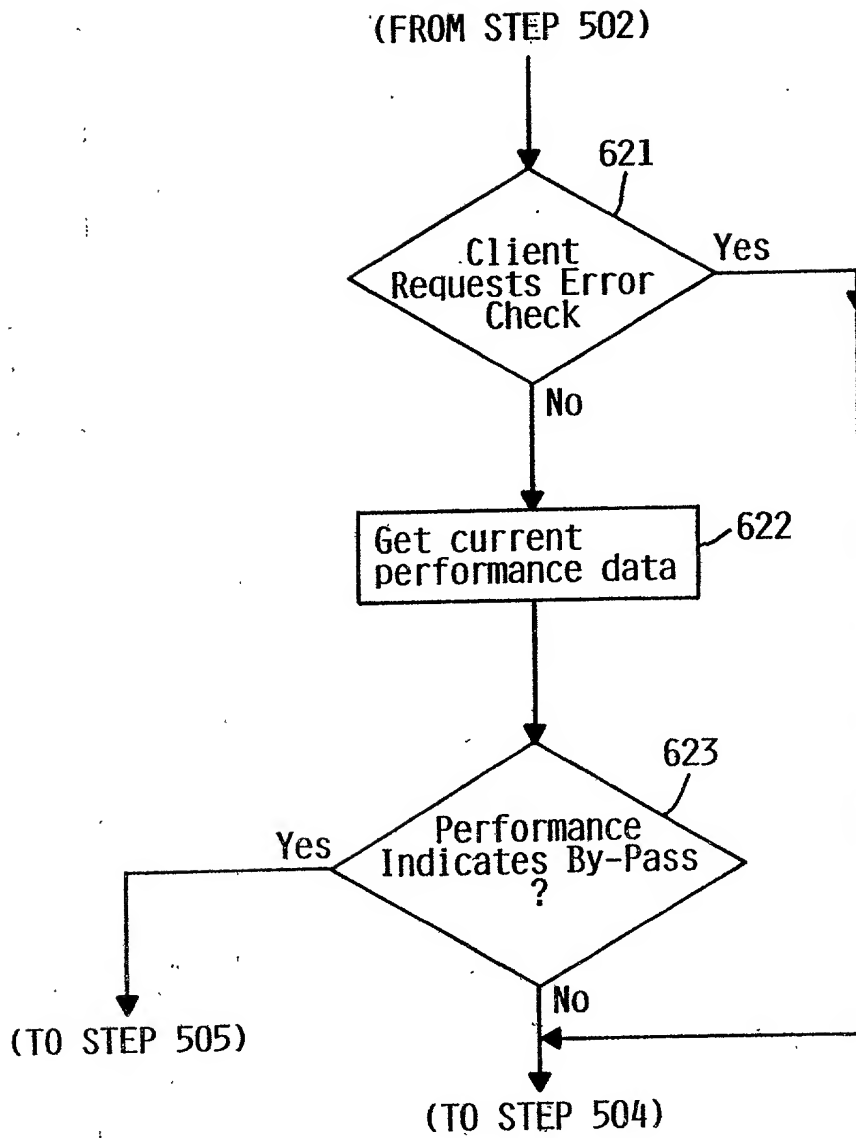 (FROM STEP 502)
621
Client
Requests Error
Check
Yes
No
Get current
performance data
622
623
Performance
Indicates By-Pass
?
Yes
No
(TO STEP 505)
(TO STEP 504)